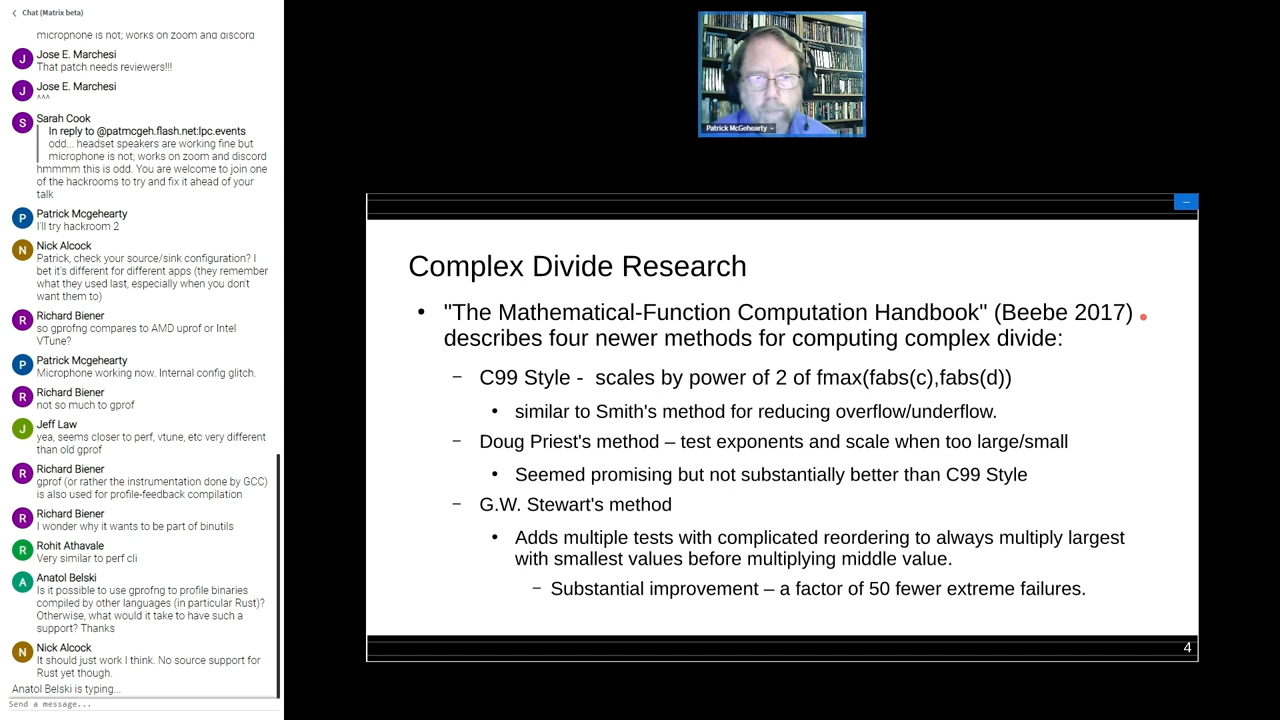 Chat (Matrix beta)
microphone is not; works on zoom and discord
J
Jose E. Marchesi
That patch needs reviewers!!!
J
Jose E. Marchesi
^^^
S
Sarah Cook
In reply to @patmcgeh.flash.net:lpc.events
odd... headset speakers are working fine but
microphone is not; works on zoom and discord
hmmmm this is odd. You are welcome to join one
of the hackrooms to try and fix it ahead of your
talk
P
Patrick Mcgehearty
I'll try hackroom 2
N
Nick Alcock
Patrick, check your source/sink configuration? I
bet it's different for different apps (they remember
what they used last, especially when you don't
want them to)
R
Richard Biener
so gprofng compares to AMD uprof or Intel
VTune?
P
Patrick Mcgehearty
Microphone working now. Internal config glitch.
R
Richard Biener
not so much to gprof
J
Jeff Law
yea, seems closer to perf, vtune, etc very different
than old gprof
R
Richard Biener
gprof (or rather the instrumentation done by GCC)
is also used for profile-feedback compilation
R
Richard Biener
I wonder why it wants to be part of binutils
R
Rohit Athavale
Very similar to perf cli
A
Anatol Belski
Is it possible to use gprofng to profile binaries
compiled by other languages (in particular Rust)?
Otherwise, what would it take to have such a
support? Thanks
N
Nick Alcock
It should just work I think. No source support for
Rust yet though.
Anatol Belski is typing...
Send a message...
Patrick McGehearty
Complex Divide Research
• "The Mathematical-Function Computation Handbook" (Beebe 2017)
describes four newer methods for computing complex divide:
– C99 Style - scales by power of 2 of fmax(fabs(c),fabs(d))
• similar to Smith's method for reducing overflow/underflow.
– Doug Priest's method – test exponents and scale when too large/small
• Seemed promising but not substantially better than C99 Style
– G.W. Stewart's method
• Adds multiple tests with complicated reordering to always multiply largest
with smallest values before multiplying middle value.
– Substantial improvement – a factor of 50 fewer extreme failures.
4